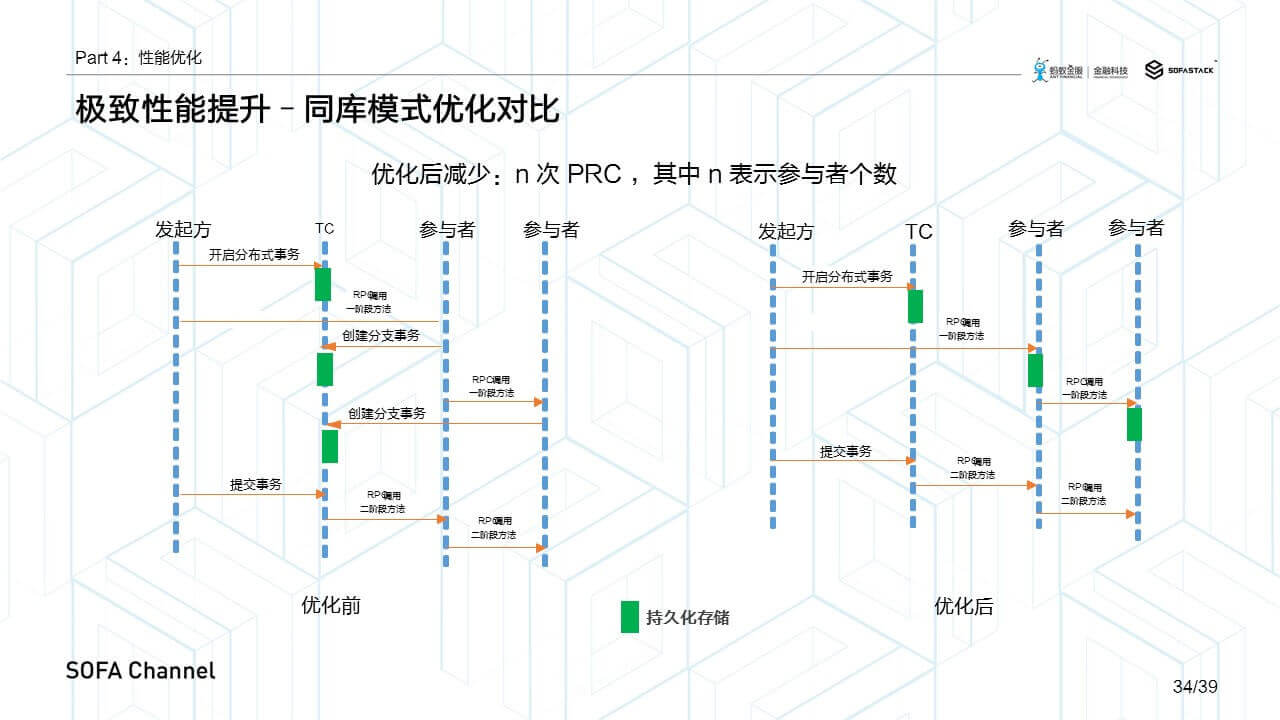 Part 4：性能优化
蚂蚁金服
ANT FINANCIAL
金融科技
SOFASTACK
极致性能提升 - 同库模式优化对比
优化后减少：n 次 PRC ，其中 n 表示参与者个数
发起方
TC
参与者
参与者
开启分布式事务
RPC调用
一阶段方法
创建分支事务
RPC调用
一阶段方法
创建分支事务
提交事务
RPC调用
二阶段方法
RPC调用
二阶段方法
优化前
发起方
TC
参与者
参与者
开启分布式事务
RPC调用
一阶段方法
RPC调用
一阶段方法
提交事务
RPC调用
二阶段方法
RPC调用
二阶段方法
优化后
持久化存储
SOFA Channel
34/39